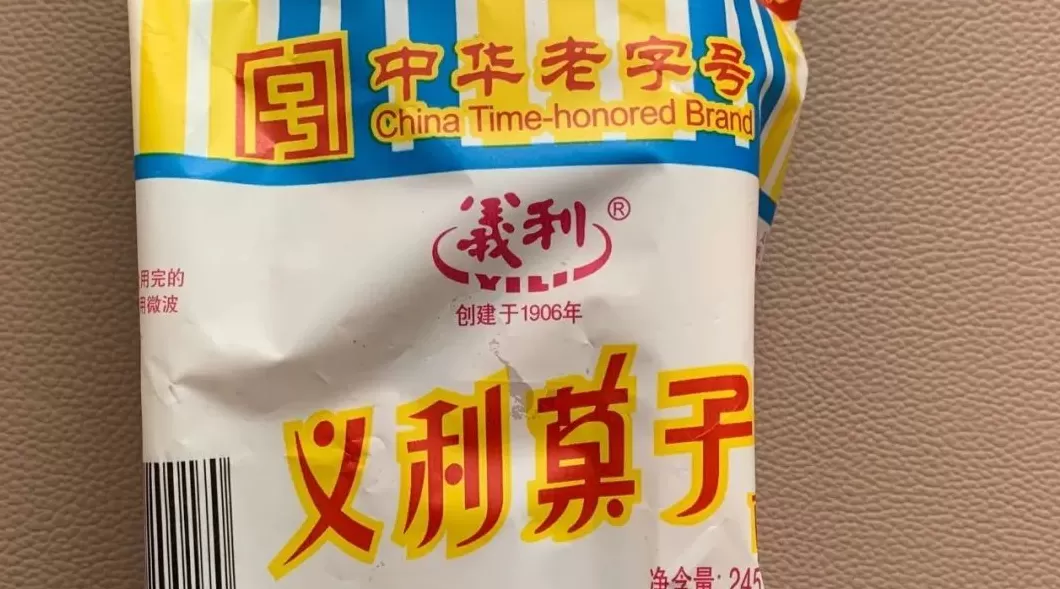 中华老字号
China Time-honored Brand
義利®
YILI
创建于1906年
用完的
用微波
义利菓子
净含量: 245